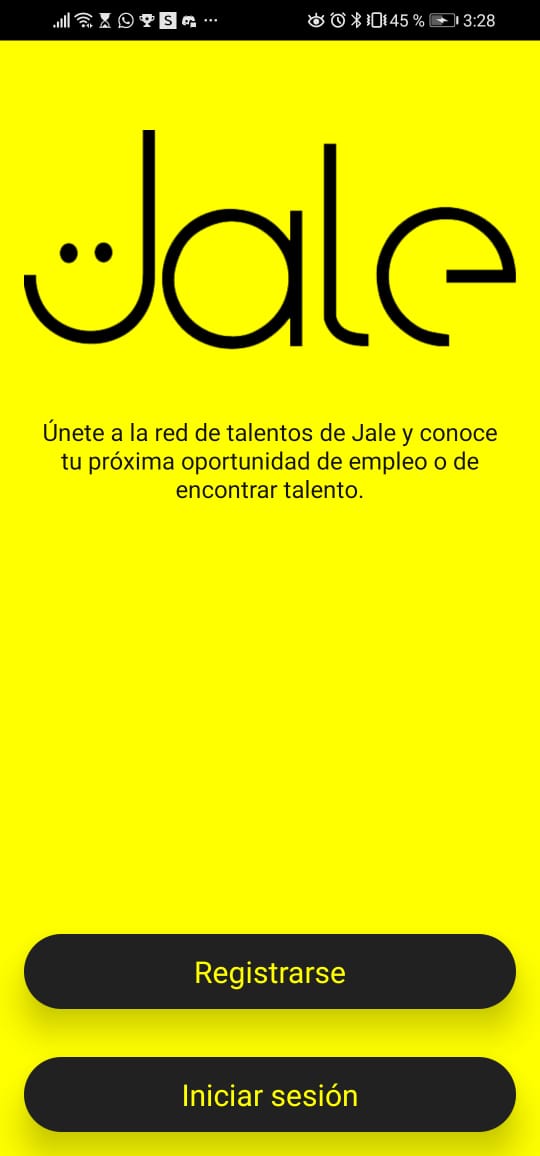 45 % 3:28
Jale
Únete a la red de talentos de Jale y conoce
tu próxima oportunidad de empleo o de
encontrar talento.
Registrarse
Iniciar sesión